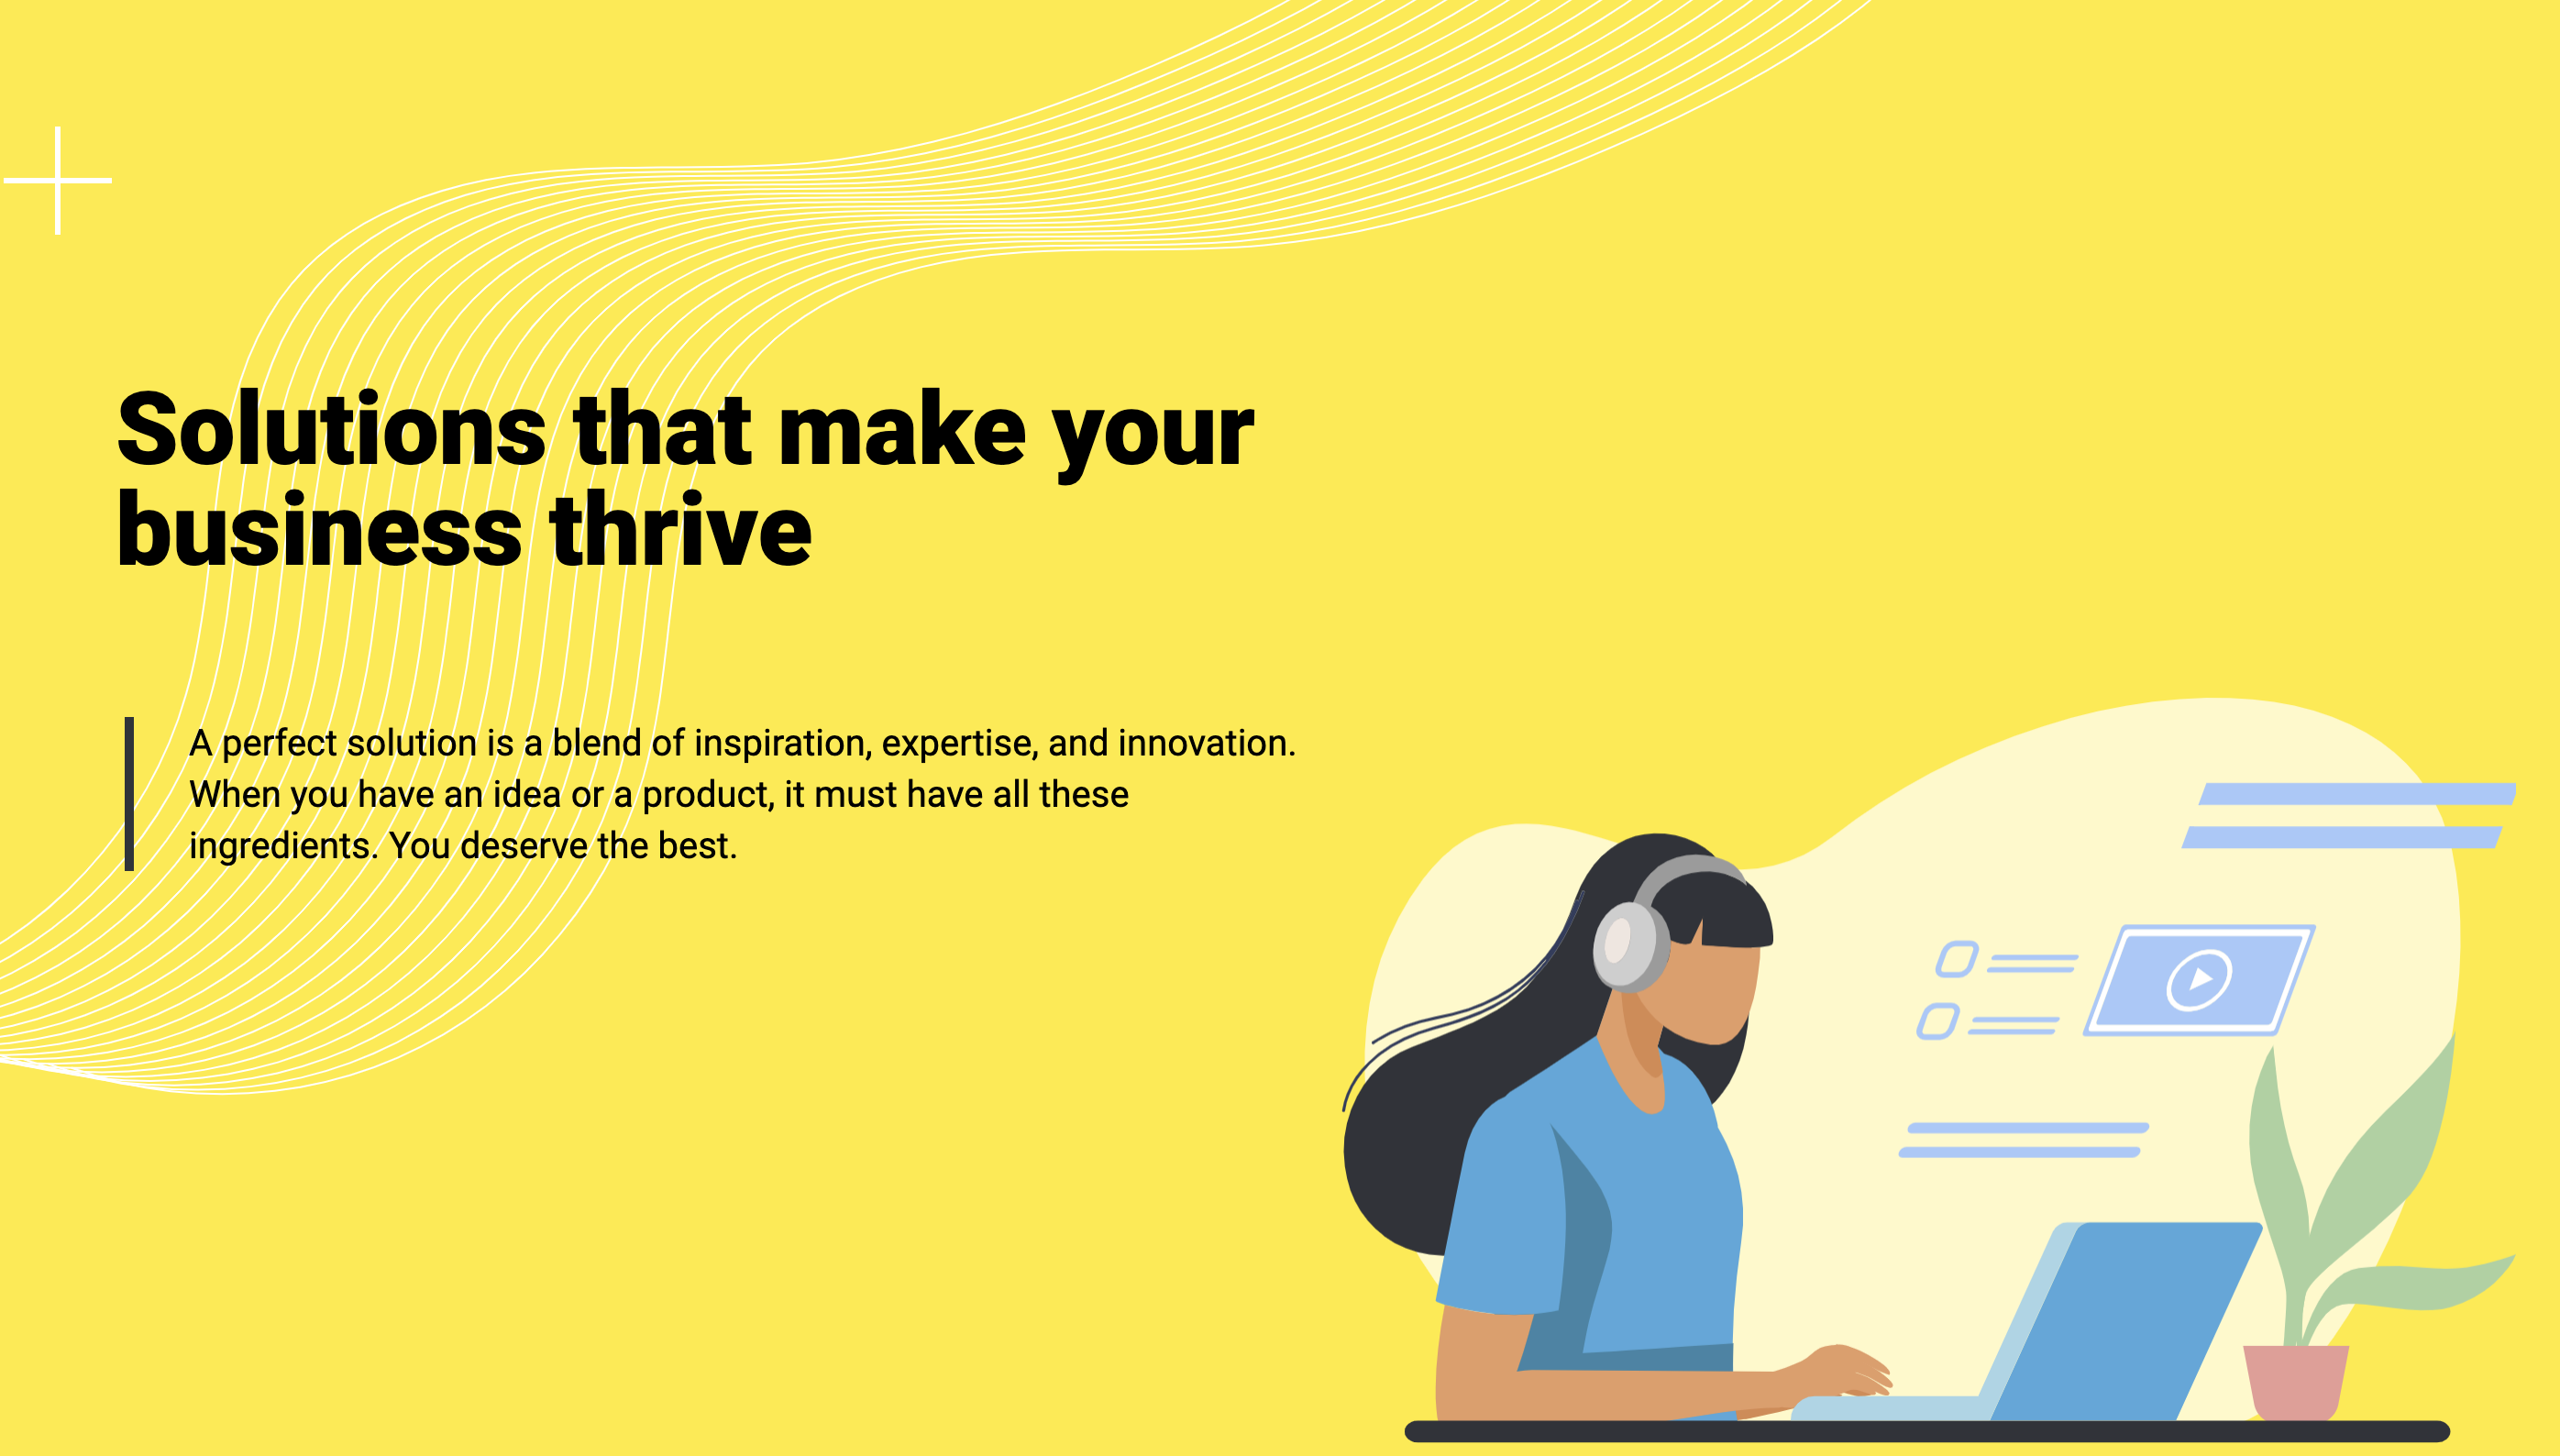 Solutions that make your
business thrive
A perfect solution is a blend of inspiration, expertise, and innovation.
When you have an idea or a product, it must have all these
ingredients. You deserve the best.